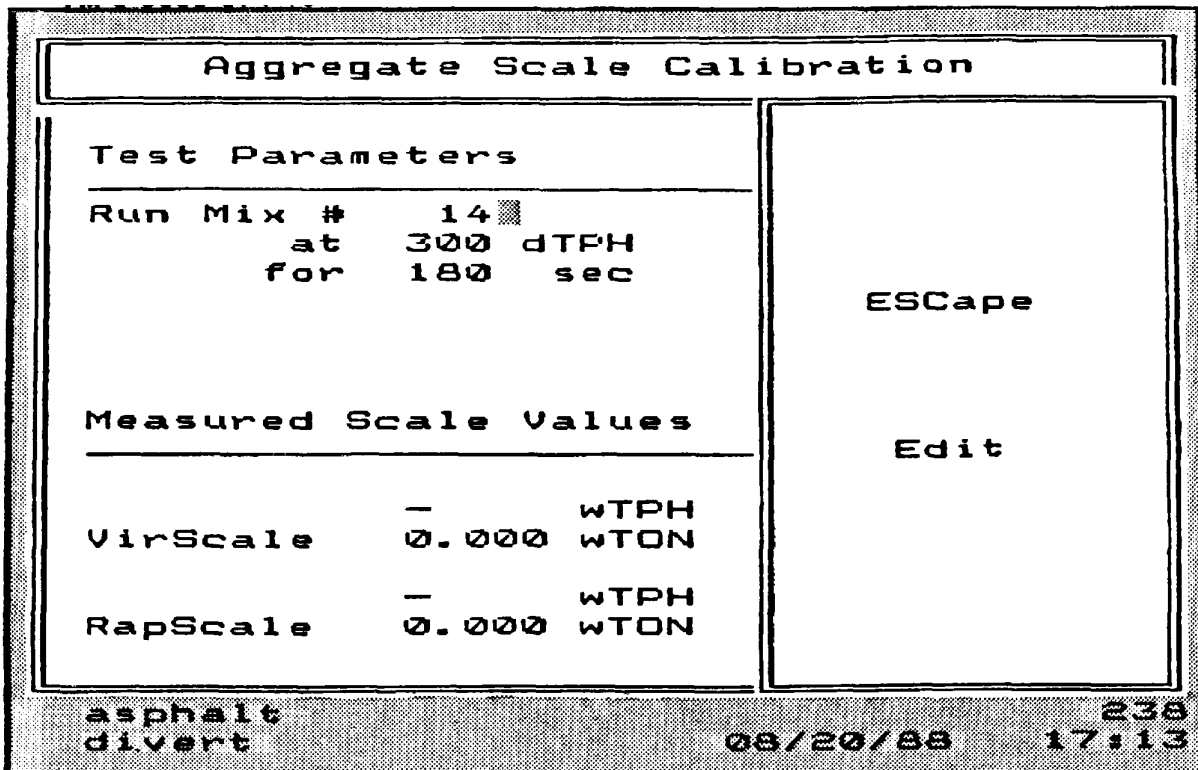 Aggregate Scale Calibration
Test Parameters
Run Mix # 14
at 300 dTPH
for 180 sec
Measured Scale Values
- wTPH
VirScale 0.000 wTON
- wTPH
RapScale 0.000 wTON
ESCape
Edit
asphalt 238
divert 08/20/88 17:13